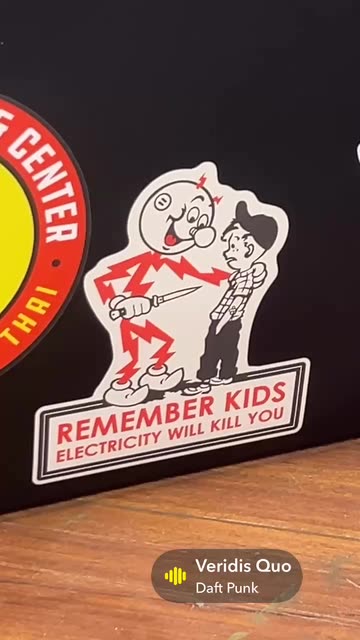 CENTER
THAI
REMEMBER KIDS
ELECTRICITY WILL KILL YOU
Veridis Quo
Daft Punk